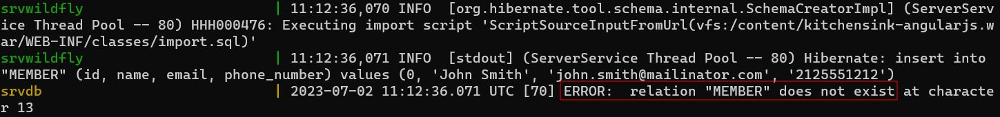 srvwildfly                       | 11:12:36,070 INFO  [org.hibernate.tool.schema.internal.SchemaCreatorImpl] (ServerServ
ice Thread Pool -- 80) HHH000476: Executing import script 'ScriptSourceInputFromUrl(vfs:/content/kitchensink-angularjs.w
ar/WEB-INF/classes/import.sql)'
srvwildfly                       | 11:12:36,071 INFO  [stdout] (ServerService Thread Pool -- 80) Hibernate: insert into
"MEMBER" (id, name, email, phone_number) values (0, 'John Smith', 'john.smith@mailinator.com', '2125551212')
srvdb                            | 2023-07-02 11:12:36.071 UTC [70] ERROR:  relation "MEMBER" does not exist at characte
r 13